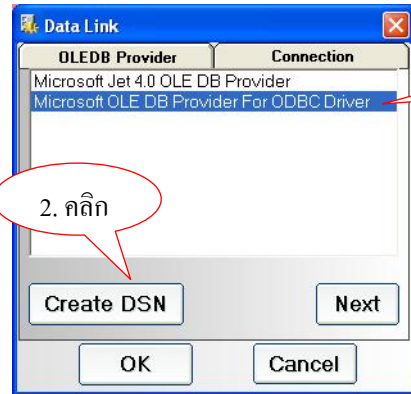 Data Link
OLEDB Provider
Connection
Microsoft Jet 4.0 OLE DB Provider
Microsoft OLE DB Provider For ODBC Driver
2. คลิก
Create DSN
Next
OK
Cancel